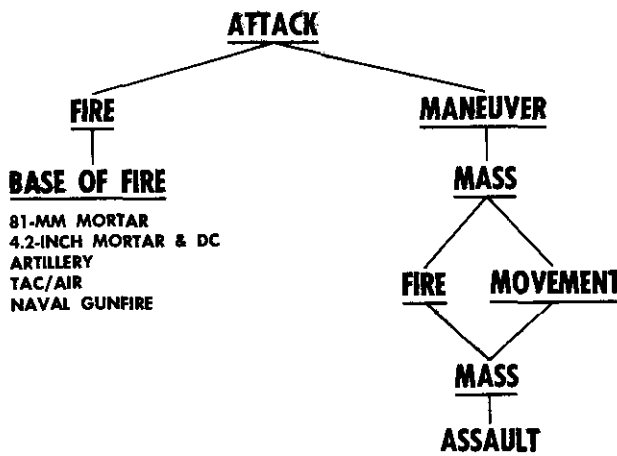 ATTACK
FIRE
MANEUVER
BASE OF FIRE
81-MM MORTAR
4.2-INCH MORTAR & DC
ARTILLERY
TAC/AIR
NAVAL GUNFIRE
MASS
FIRE
MOVEMENT
MASS
ASSAULT